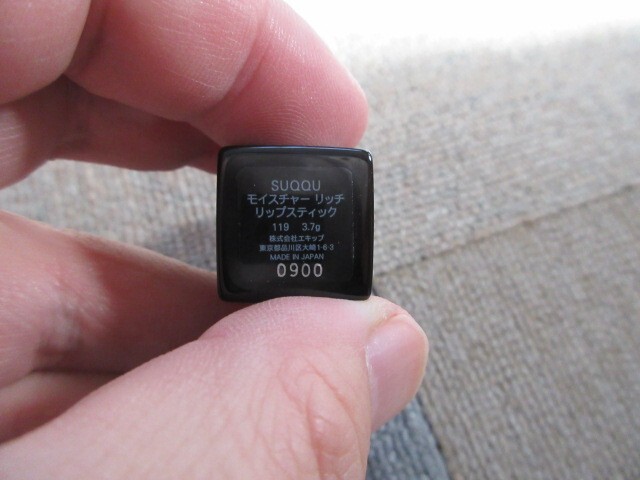 SUQQU
モイスチャー リッチ
リップスティック
119 3.7g
株式会社エキップ
東京都品川区大崎1-6-3
MADE IN JAPAN
0900